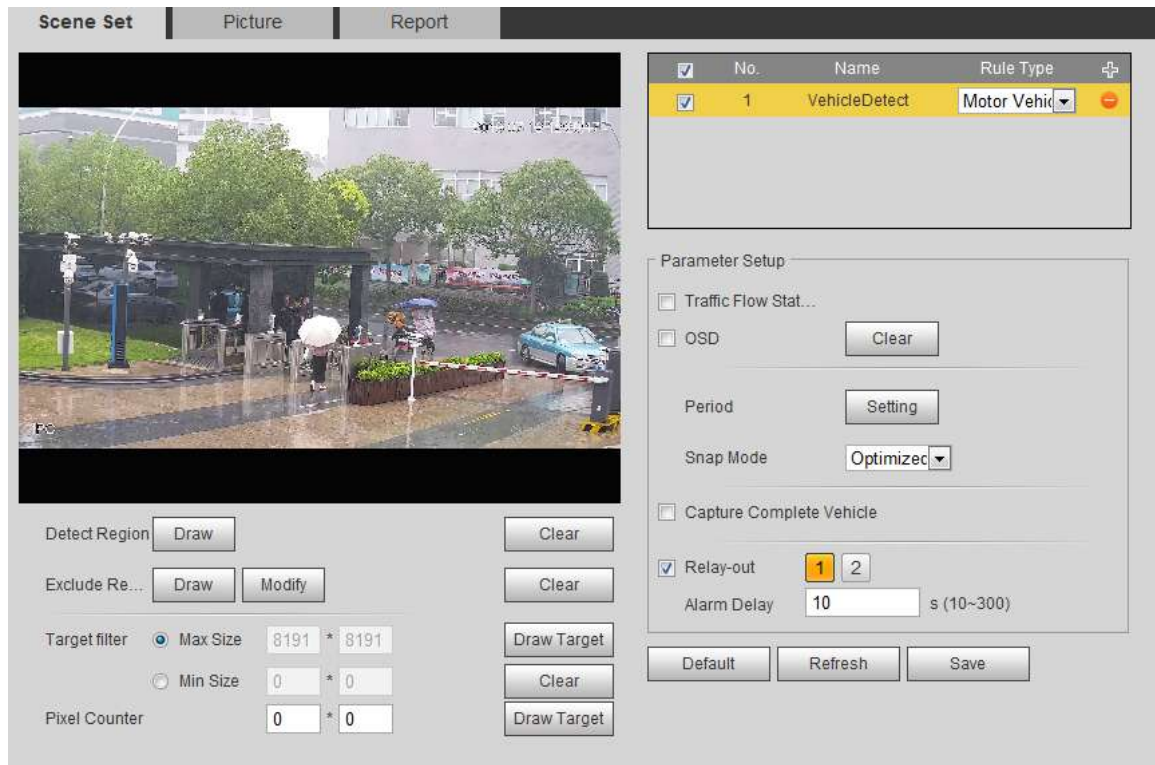 Scene Set Picture Report
No. Name Rule Type
1 VehicleDetect Motor Vehic
Parameter Setup
Traffic Flow Stat...
OSD Clear
Period Setting
Snap Mode Optimizec
Capture Complete Vehicle
Relay-out 1 2
Alarm Delay 10 s (10~300)
Default Refresh Save
PC
Detect Region Draw Clear
Exclude Re... Draw Modify Clear
Target filter Max Size 8191 * 8191 Draw Target
Min Size 0 * 0 Clear
Pixel Counter 0 * 0 Draw Target